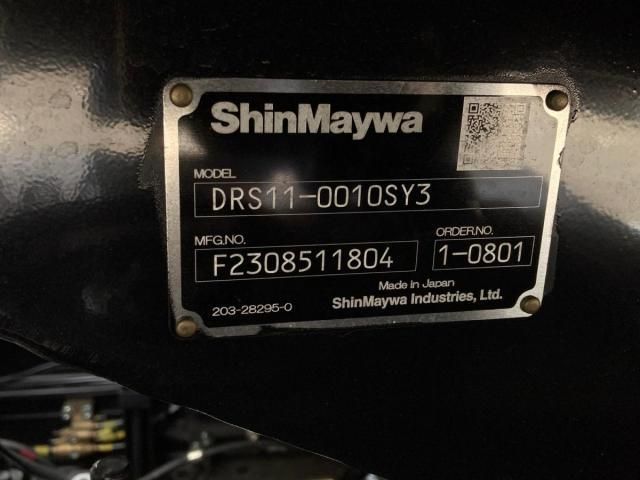 ShinMaywa
MODEL
DRS11-0010SY3
MFG.NO.
F2308511804
ORDER.NO.
1-0801
Made in Japan
203-28295-0
ShinMaywa Industries, Ltd.